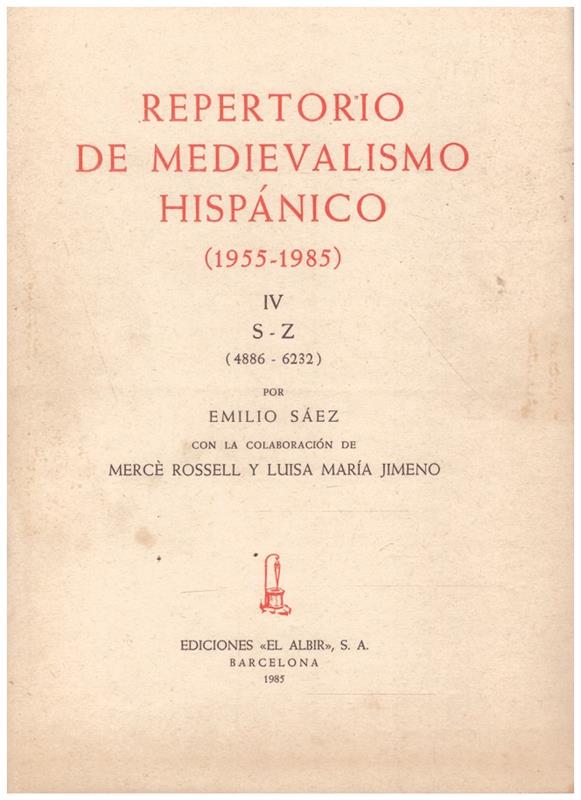 REPERTORIO
DE MEDIEVALISMO
HISPÁNICO
(1955-1985)
IV
S - Z
(4886 - 6232)
POR
EMILIO SÁEZ
CON LA COLABORACIÓN DE
MERCÈ ROSSELL Y LUISA MARÍA JIMENO
EDICIONES «EL ALBIR», S. A.
BARCELONA
1985